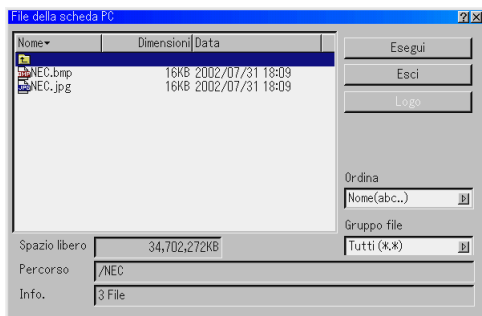 File della scheda PC
Nome Dimensioni Data
NEC.bmp 16KB 2002/07/31 18:09
NEC.jpg 16KB 2002/07/31 18:09
Esegui
Esci
Logo
Ordina
Nome(abc..)
Gruppo file
Tutti (*.*)
Spazio libero 34,702,272KB
Percorso /NEC
Info. 3 File